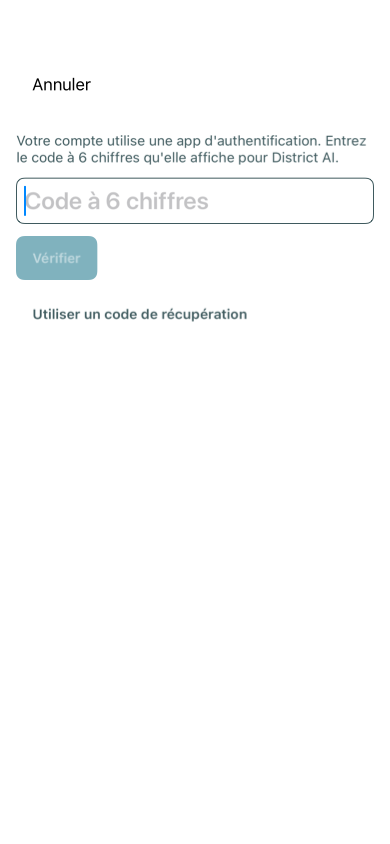 Annuler
Votre compte utilise une app d'authentification. Entrez
le code à 6 chiffres qu'elle affiche pour District AI.
Code à 6 chiffres
Vérifier
Utiliser un code de récupération